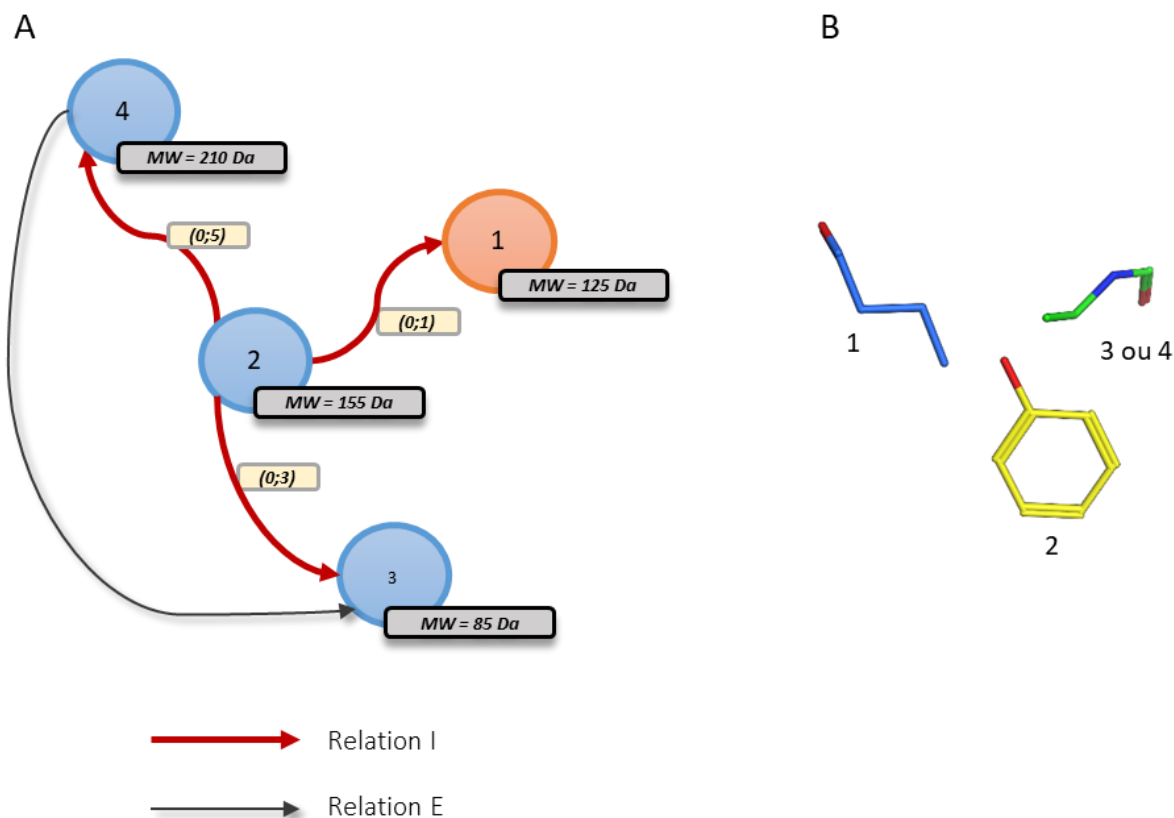 A
B
4
MW = 210 Da
(0;5)
1
MW = 125 Da
(0;1)
2
MW = 155 Da
(0;3)
3
MW = 85 Da
Relation I
Relation E
1
3 ou 4
2